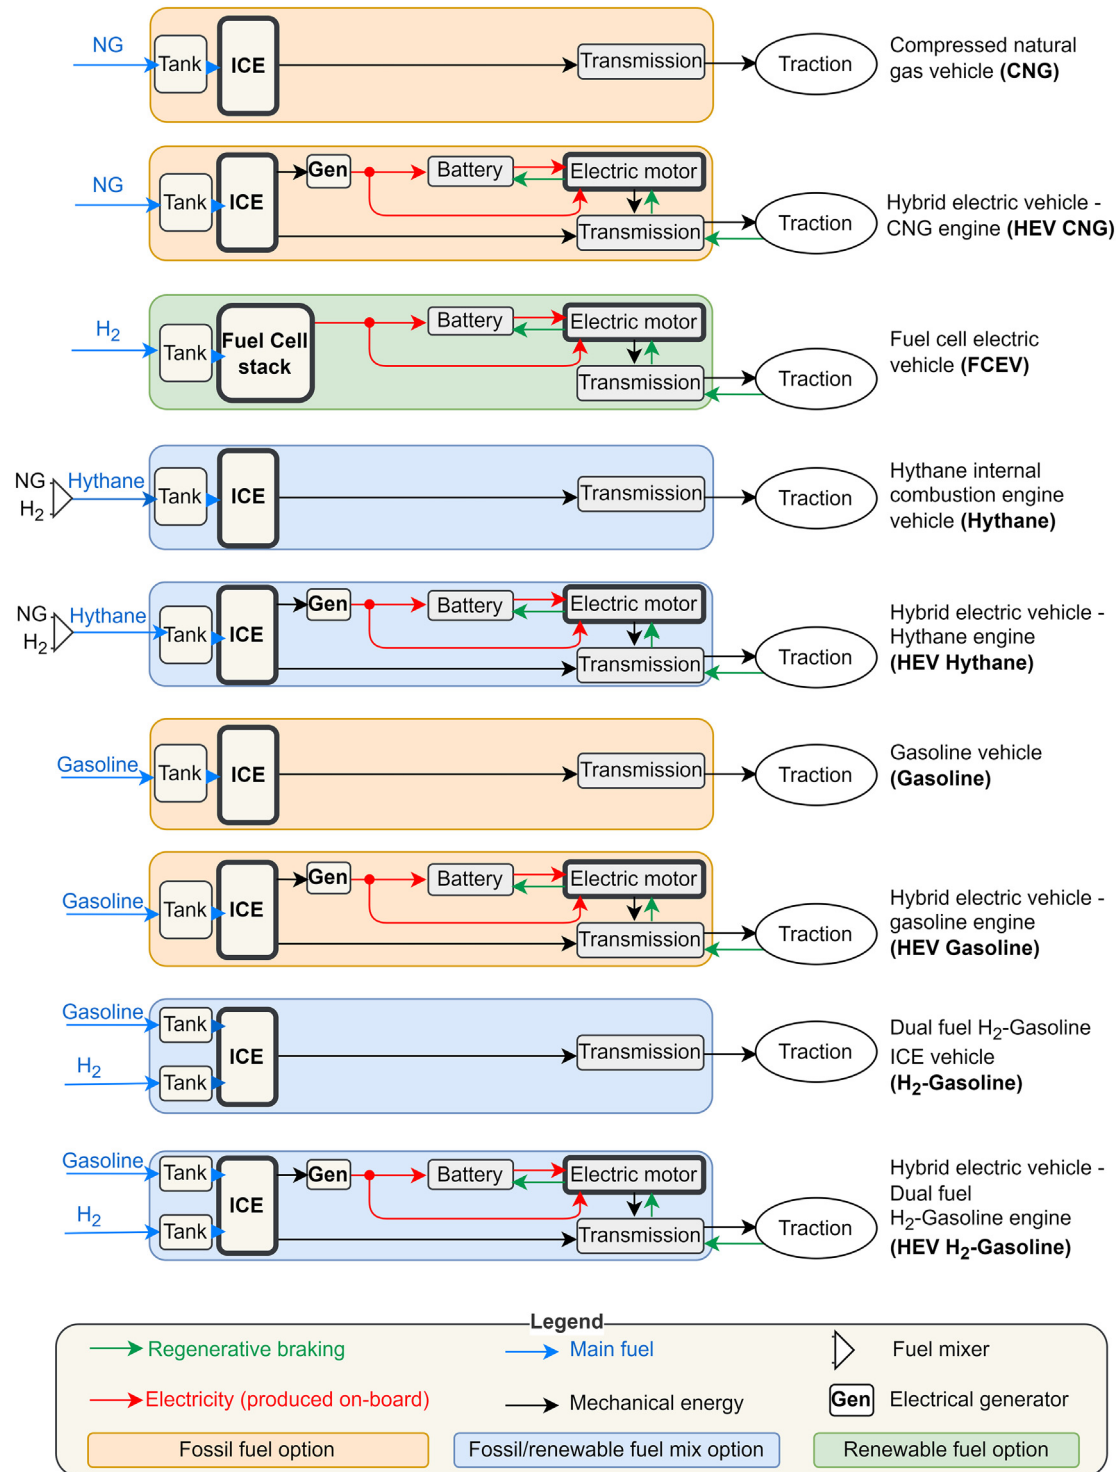 NG
Tank
ICE
Transmission
Traction
Compressed natural
gas vehicle (CNG)
NG
Tank
ICE
Gen
Battery
Electric motor
Transmission
Traction
Hybrid electric vehicle -
CNG engine (HEV CNG)
H2
Tank
Fuel Cell
stack
Battery
Electric motor
Transmission
Traction
Fuel cell electric
vehicle (FCEV)
NG
H2
Hythane
Tank
ICE
Transmission
Traction
Hythane internal
combustion engine
vehicle (Hythane)
NG
H2
Hythane
Tank
ICE
Gen
Battery
Electric motor
Transmission
Traction
Hybrid electric vehicle -
Hythane engine
(HEV Hythane)
Gasoline
Tank
ICE
Transmission
Traction
Gasoline vehicle
(Gasoline)
Gasoline
Tank
ICE
Gen
Battery
Electric motor
Transmission
Traction
Hybrid electric vehicle -
gasoline engine
(HEV Gasoline)
Gasoline
H2
Tank
Tank
ICE
Transmission
Traction
Dual fuel H2-Gasoline
ICE vehicle
(H2-Gasoline)
Gasoline
H2
Tank
Tank
ICE
Gen
Battery
Electric motor
Transmission
Traction
Hybrid electric vehicle -
Dual fuel
H2-Gasoline engine
(HEV H2-Gasoline)
Legend
Regenerative braking
Main fuel
Fuel mixer
Electricity (produced on-board)
Mechanical energy
Gen
Electrical generator
Fossil fuel option
Fossil/renewable fuel mix option
Renewable fuel option